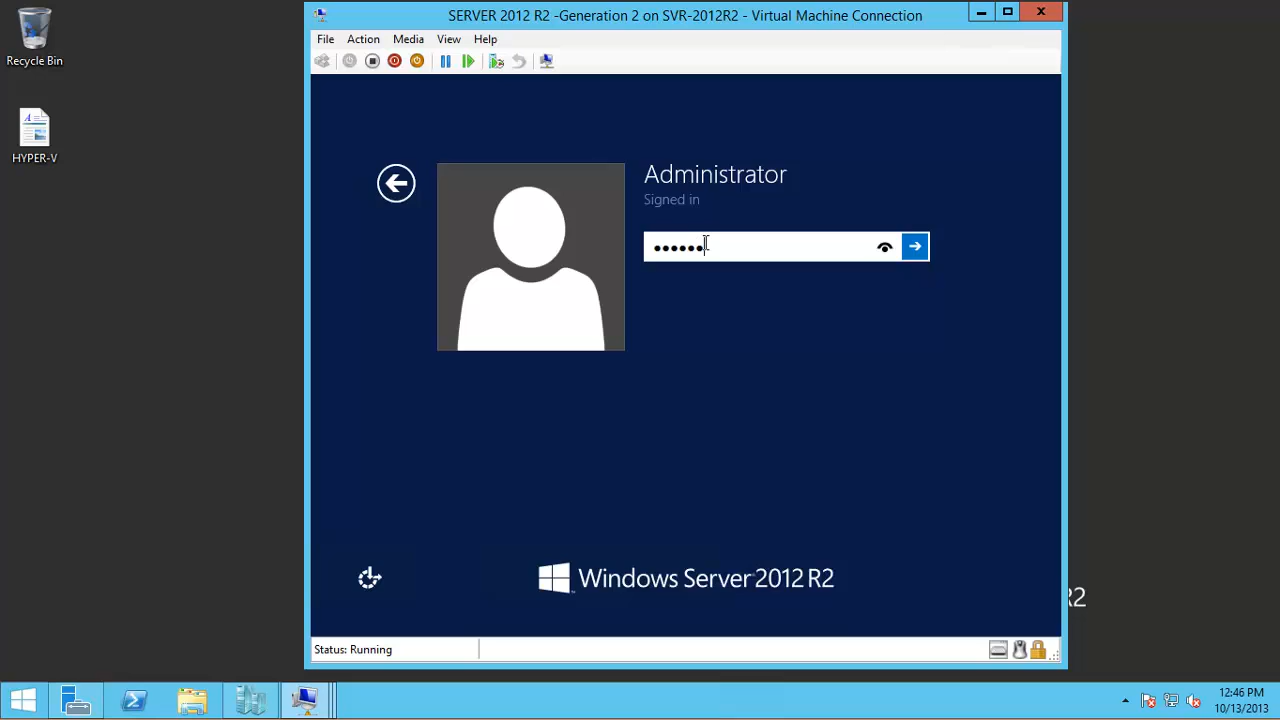 Recycle Bin
HYPER-V
SERVER 2012 R2 -Generation 2 on SVR-2012R2 - Virtual Machine Connection
File Action Media View Help
Administrator
Signed in
Windows Server 2012 R2
R2
Status: Running
12:46 PM
10/13/2013